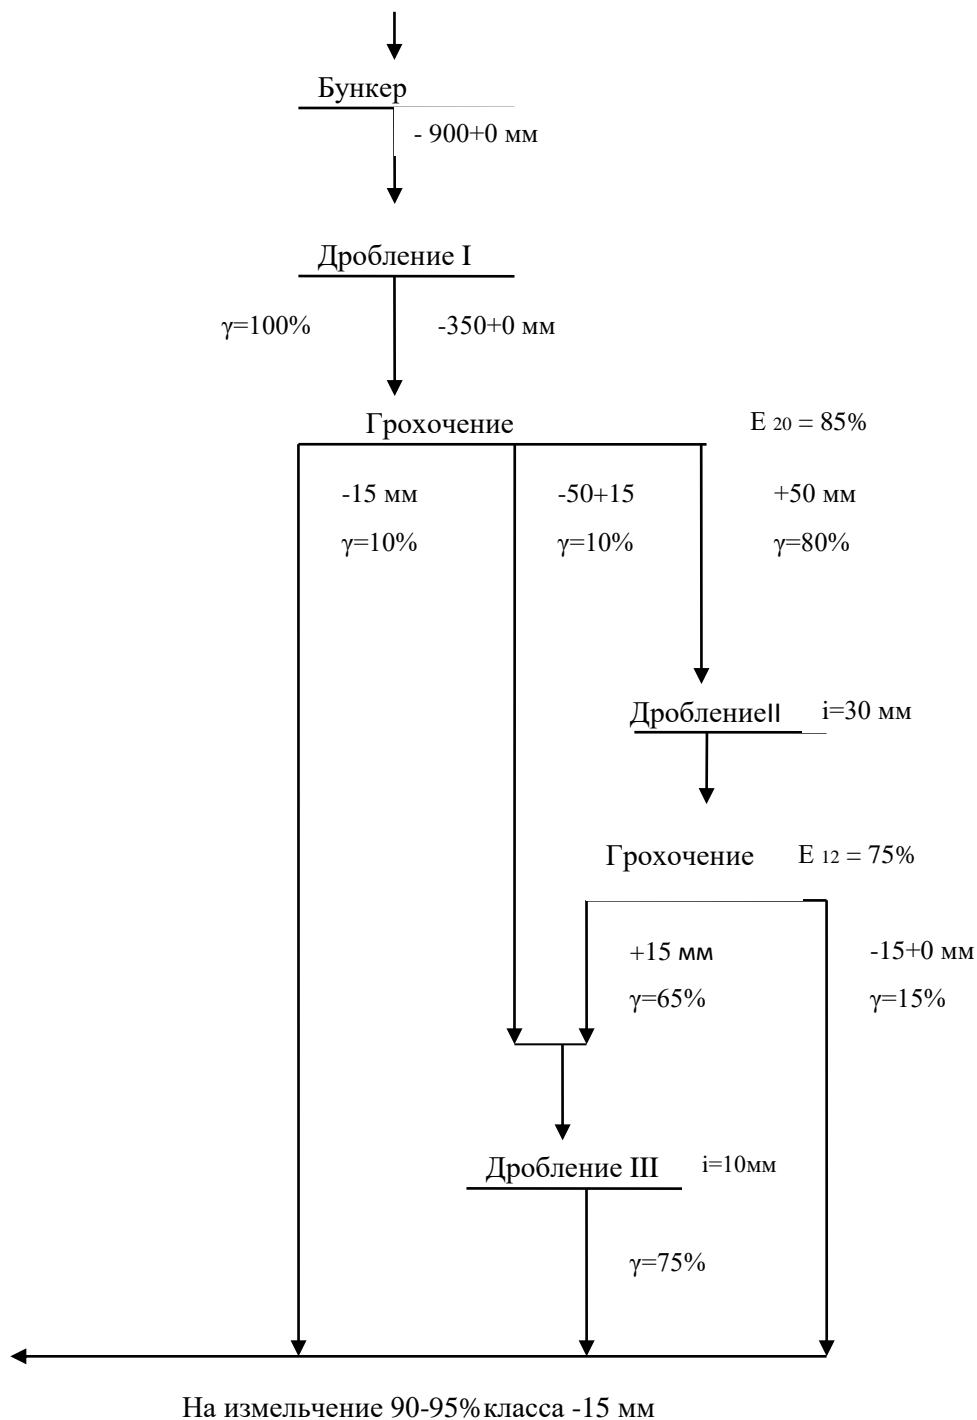 Бункер
- 900+0 мм
Дробление I
γ=100% -350+0 мм
Грохочение E 20 = 85%
-15 мм -50+15 +50 мм
γ=10% γ=10% γ=80%
ДроблениеII i=30 мм
Грохочение E 12 = 75%
+15 мм -15+0 мм
γ=65% γ=15%
Дробление III i=10мм
γ=75%
На измельчение 90-95% класса -15 мм